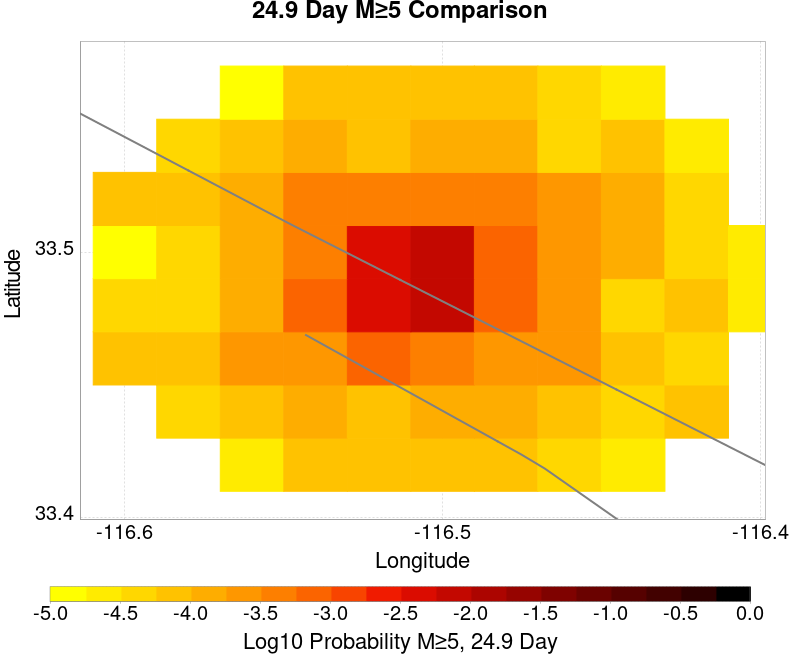 24.9 Day M≥5 Comparison
Latitude
33.5
33.4
-116.6 -116.5 -116.4
Longitude
-5.0 -4.5 -4.0 -3.5 -3.0 -2.5 -2.0 -1.5 -1.0 -0.5 0.0
Log10 Probability M≥5, 24.9 Day